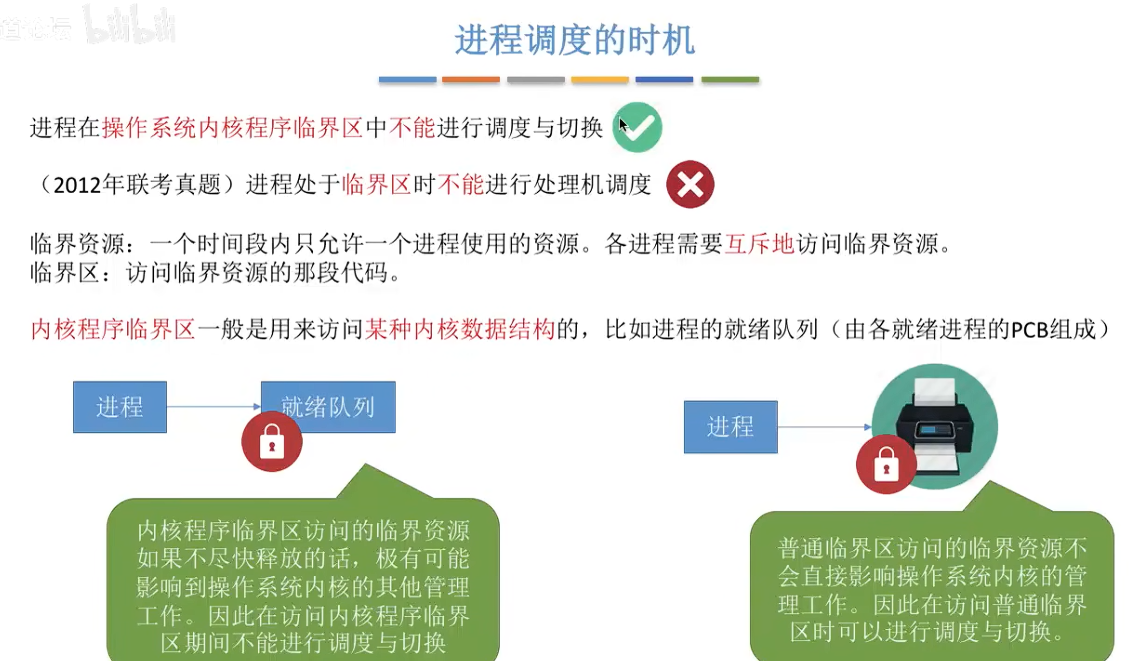 bilibili
进程调度的时机
进程在操作系统内核程序临界区中不能进行调度与切换
（2012年联考真题）进程处于临界区时不能进行处理机调度
临界资源：一个时间段内只允许一个进程使用的资源。各进程需要互斥地访问临界资源。
临界区：访问临界资源的那段代码。
内核程序临界区一般是用来访问某种内核数据结构的，比如进程的就绪队列（由各就绪进程的PCB组成）
进程
就绪队列
进程
内核程序临界区访问的临界资源
如果不尽快释放的话，极有可能
影响到操作系统内核的其他管理
工作。因此在访问内核程序临界
区期间不能进行调度与切换
普通临界区访问的临界资源不
会直接影响操作系统内核的管
理工作。因此在访问普通临界
区时可以进行调度与切换。